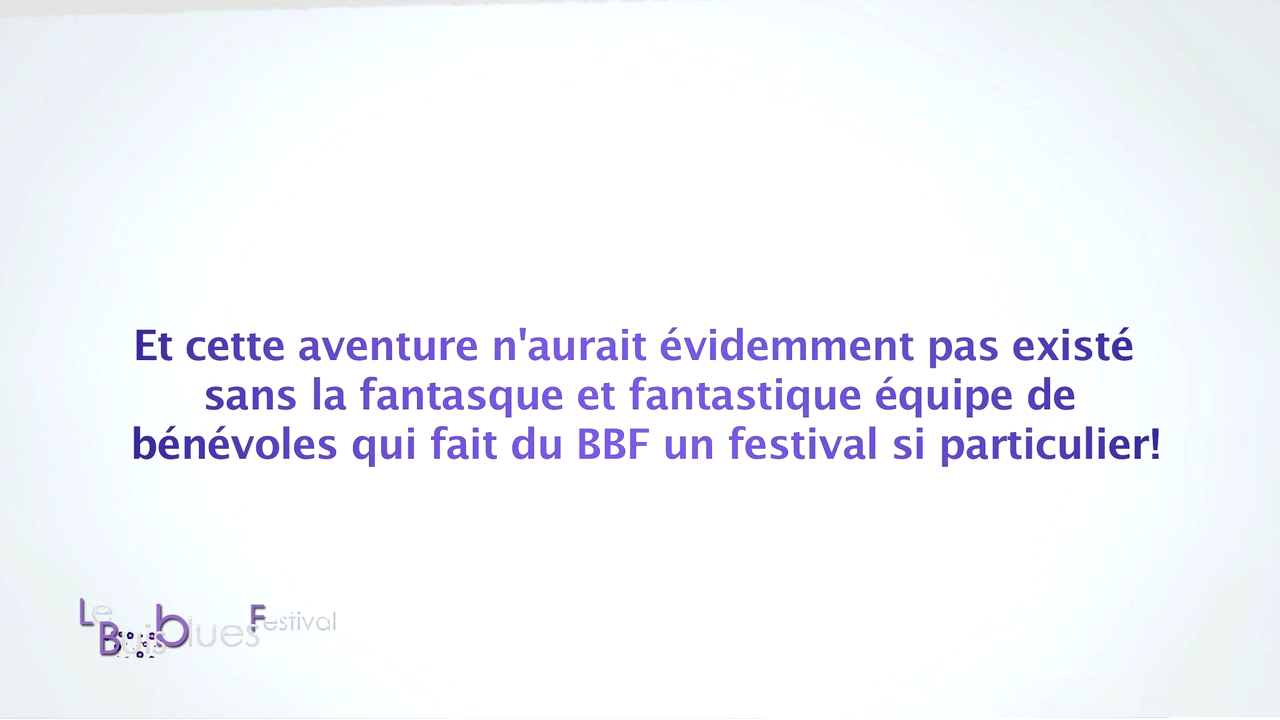 Et cette aventure n'aurait évidemment pas existé
sans la fantasque et fantastique équipe de
bénévoles qui fait du BBF un festival si particulier!
Le
Buis blues Festival